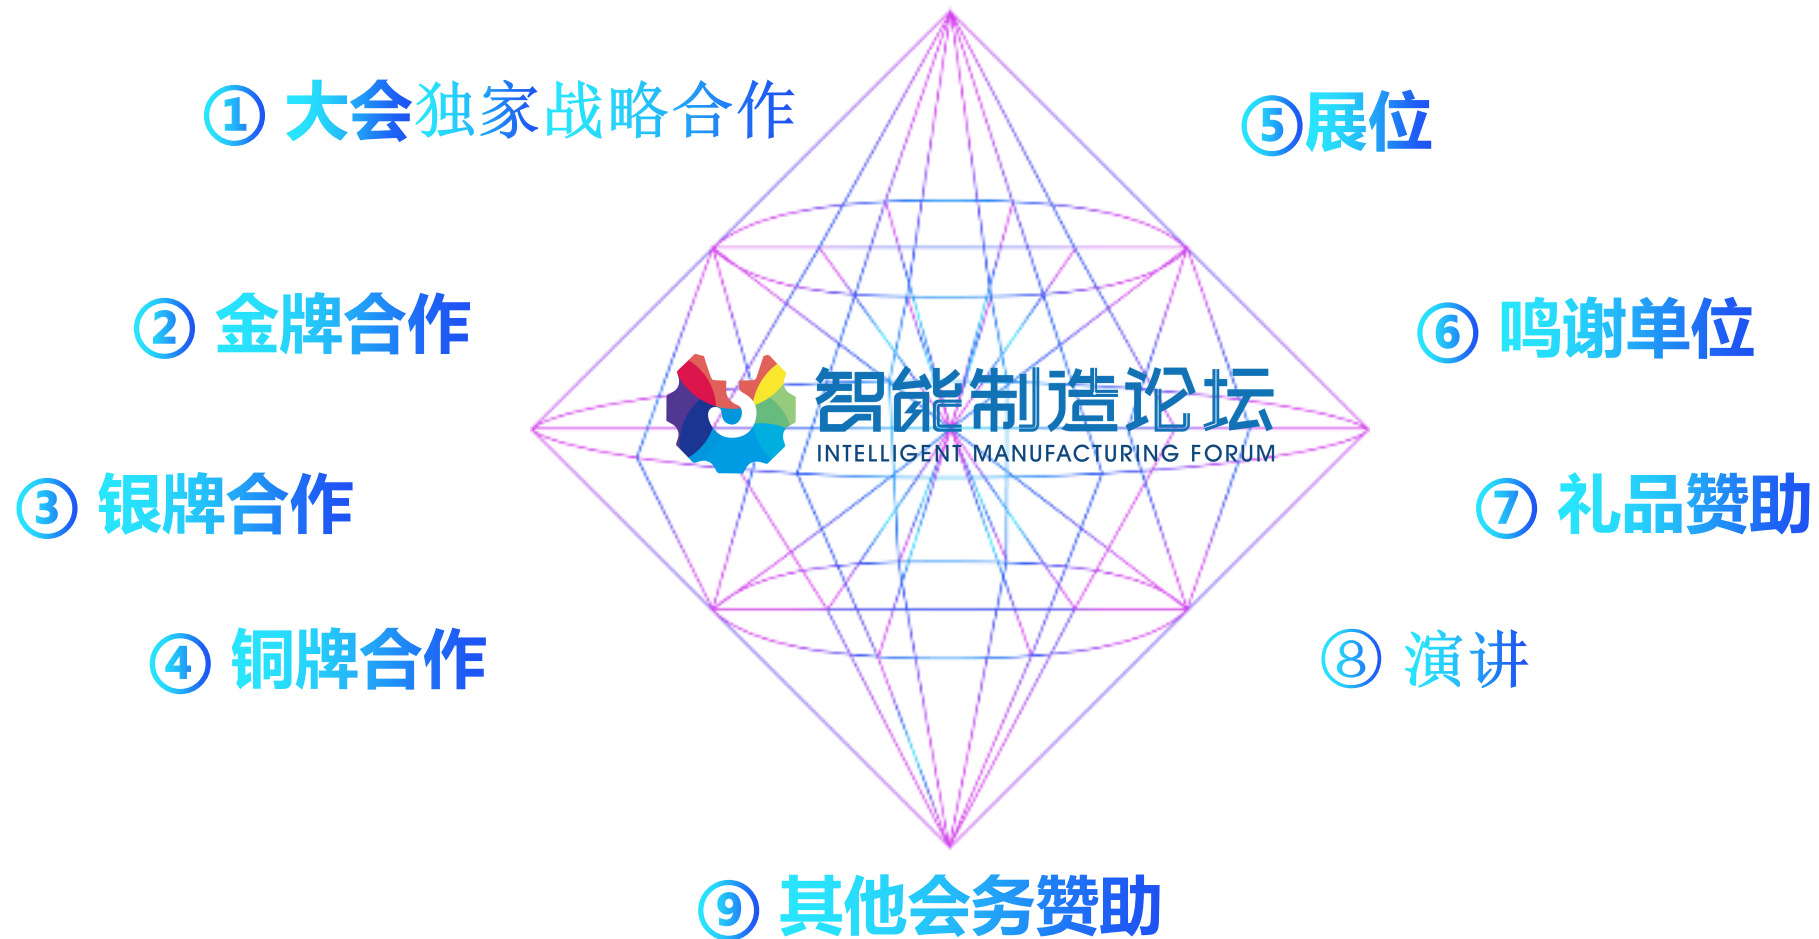 ① 大会独家战略合作
② 金牌合作
③ 银牌合作
④ 铜牌合作
智能制造论坛
INTELLIGENT MANUFACTURING FORUM
⑤展位
⑥ 鸣谢单位
⑦ 礼品赞助
⑧ 演讲
⑨ 其他会务赞助